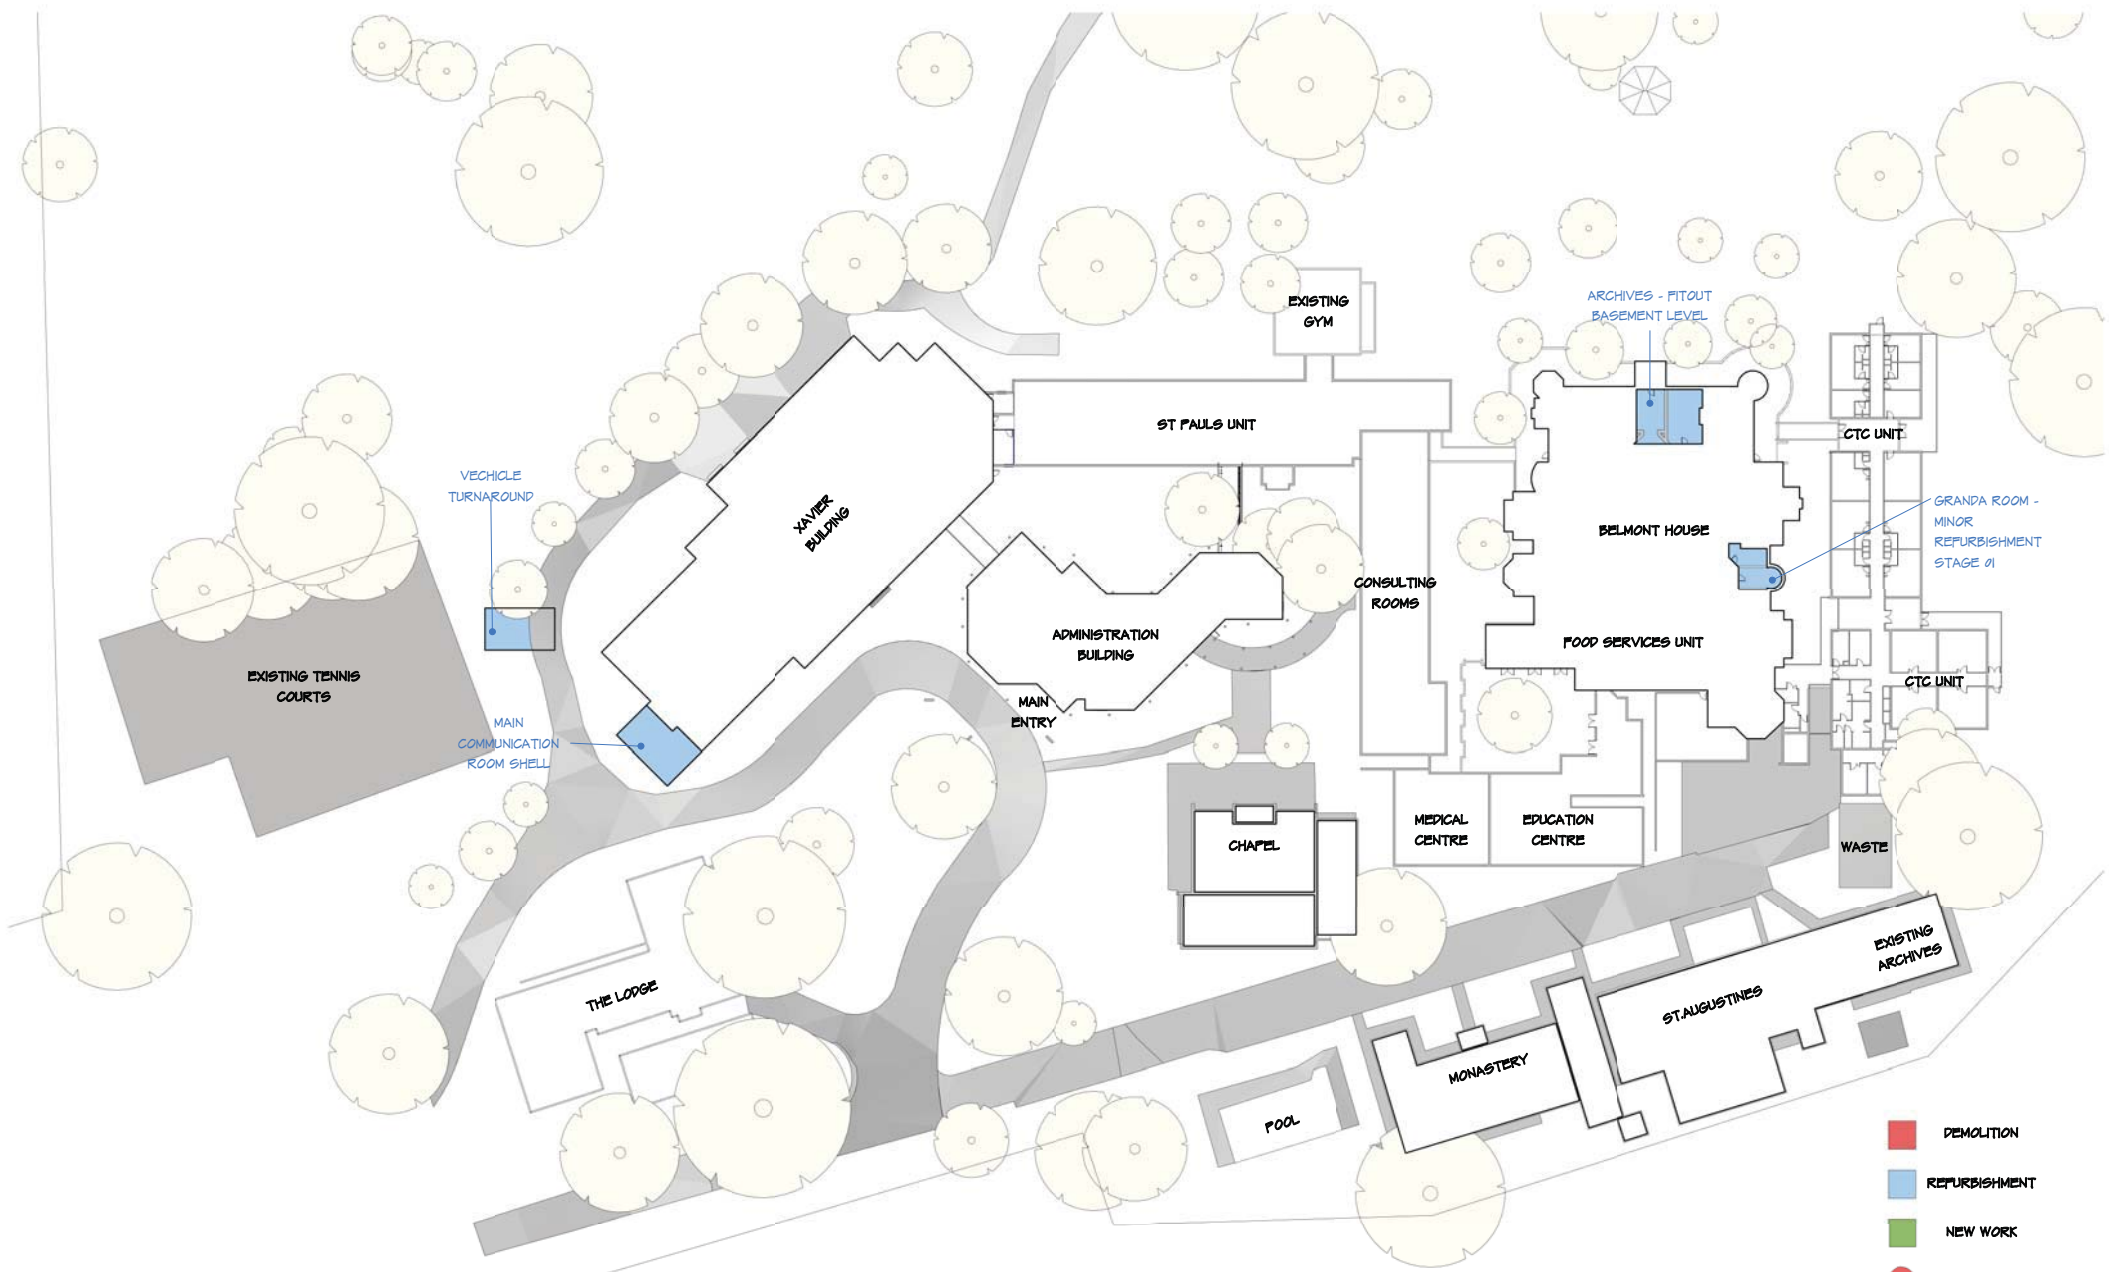 EXISTING
GYM
ARCHIVES - FITOUT
BASEMENT LEVEL
ST PAULS UNIT
CTC UNIT
VECHICLE
TURNAROUND
XAVIER
BUILDING
GRANDA ROOM -
MINOR
REFURBISHMENT
STAGE 01
BELMONT HOUSE
CONSULTING
ROOMS
ADMINISTRATION
BUILDING
FOOD SERVICES UNIT
EXISTING TENNIS
COURTS
CTC UNIT
MAIN
ENTRY
MAIN
COMMUNICATION
ROOM SHELL
MEDICAL
CENTRE
EDUCATION
CENTRE
CHAPEL
WASTE
EXISTING
ARCHIVES
THE LODGE
ST.AUGUSTINES
MONASTERY
POOL
DEMOLITION
REFURBISHMENT
NEW WORK